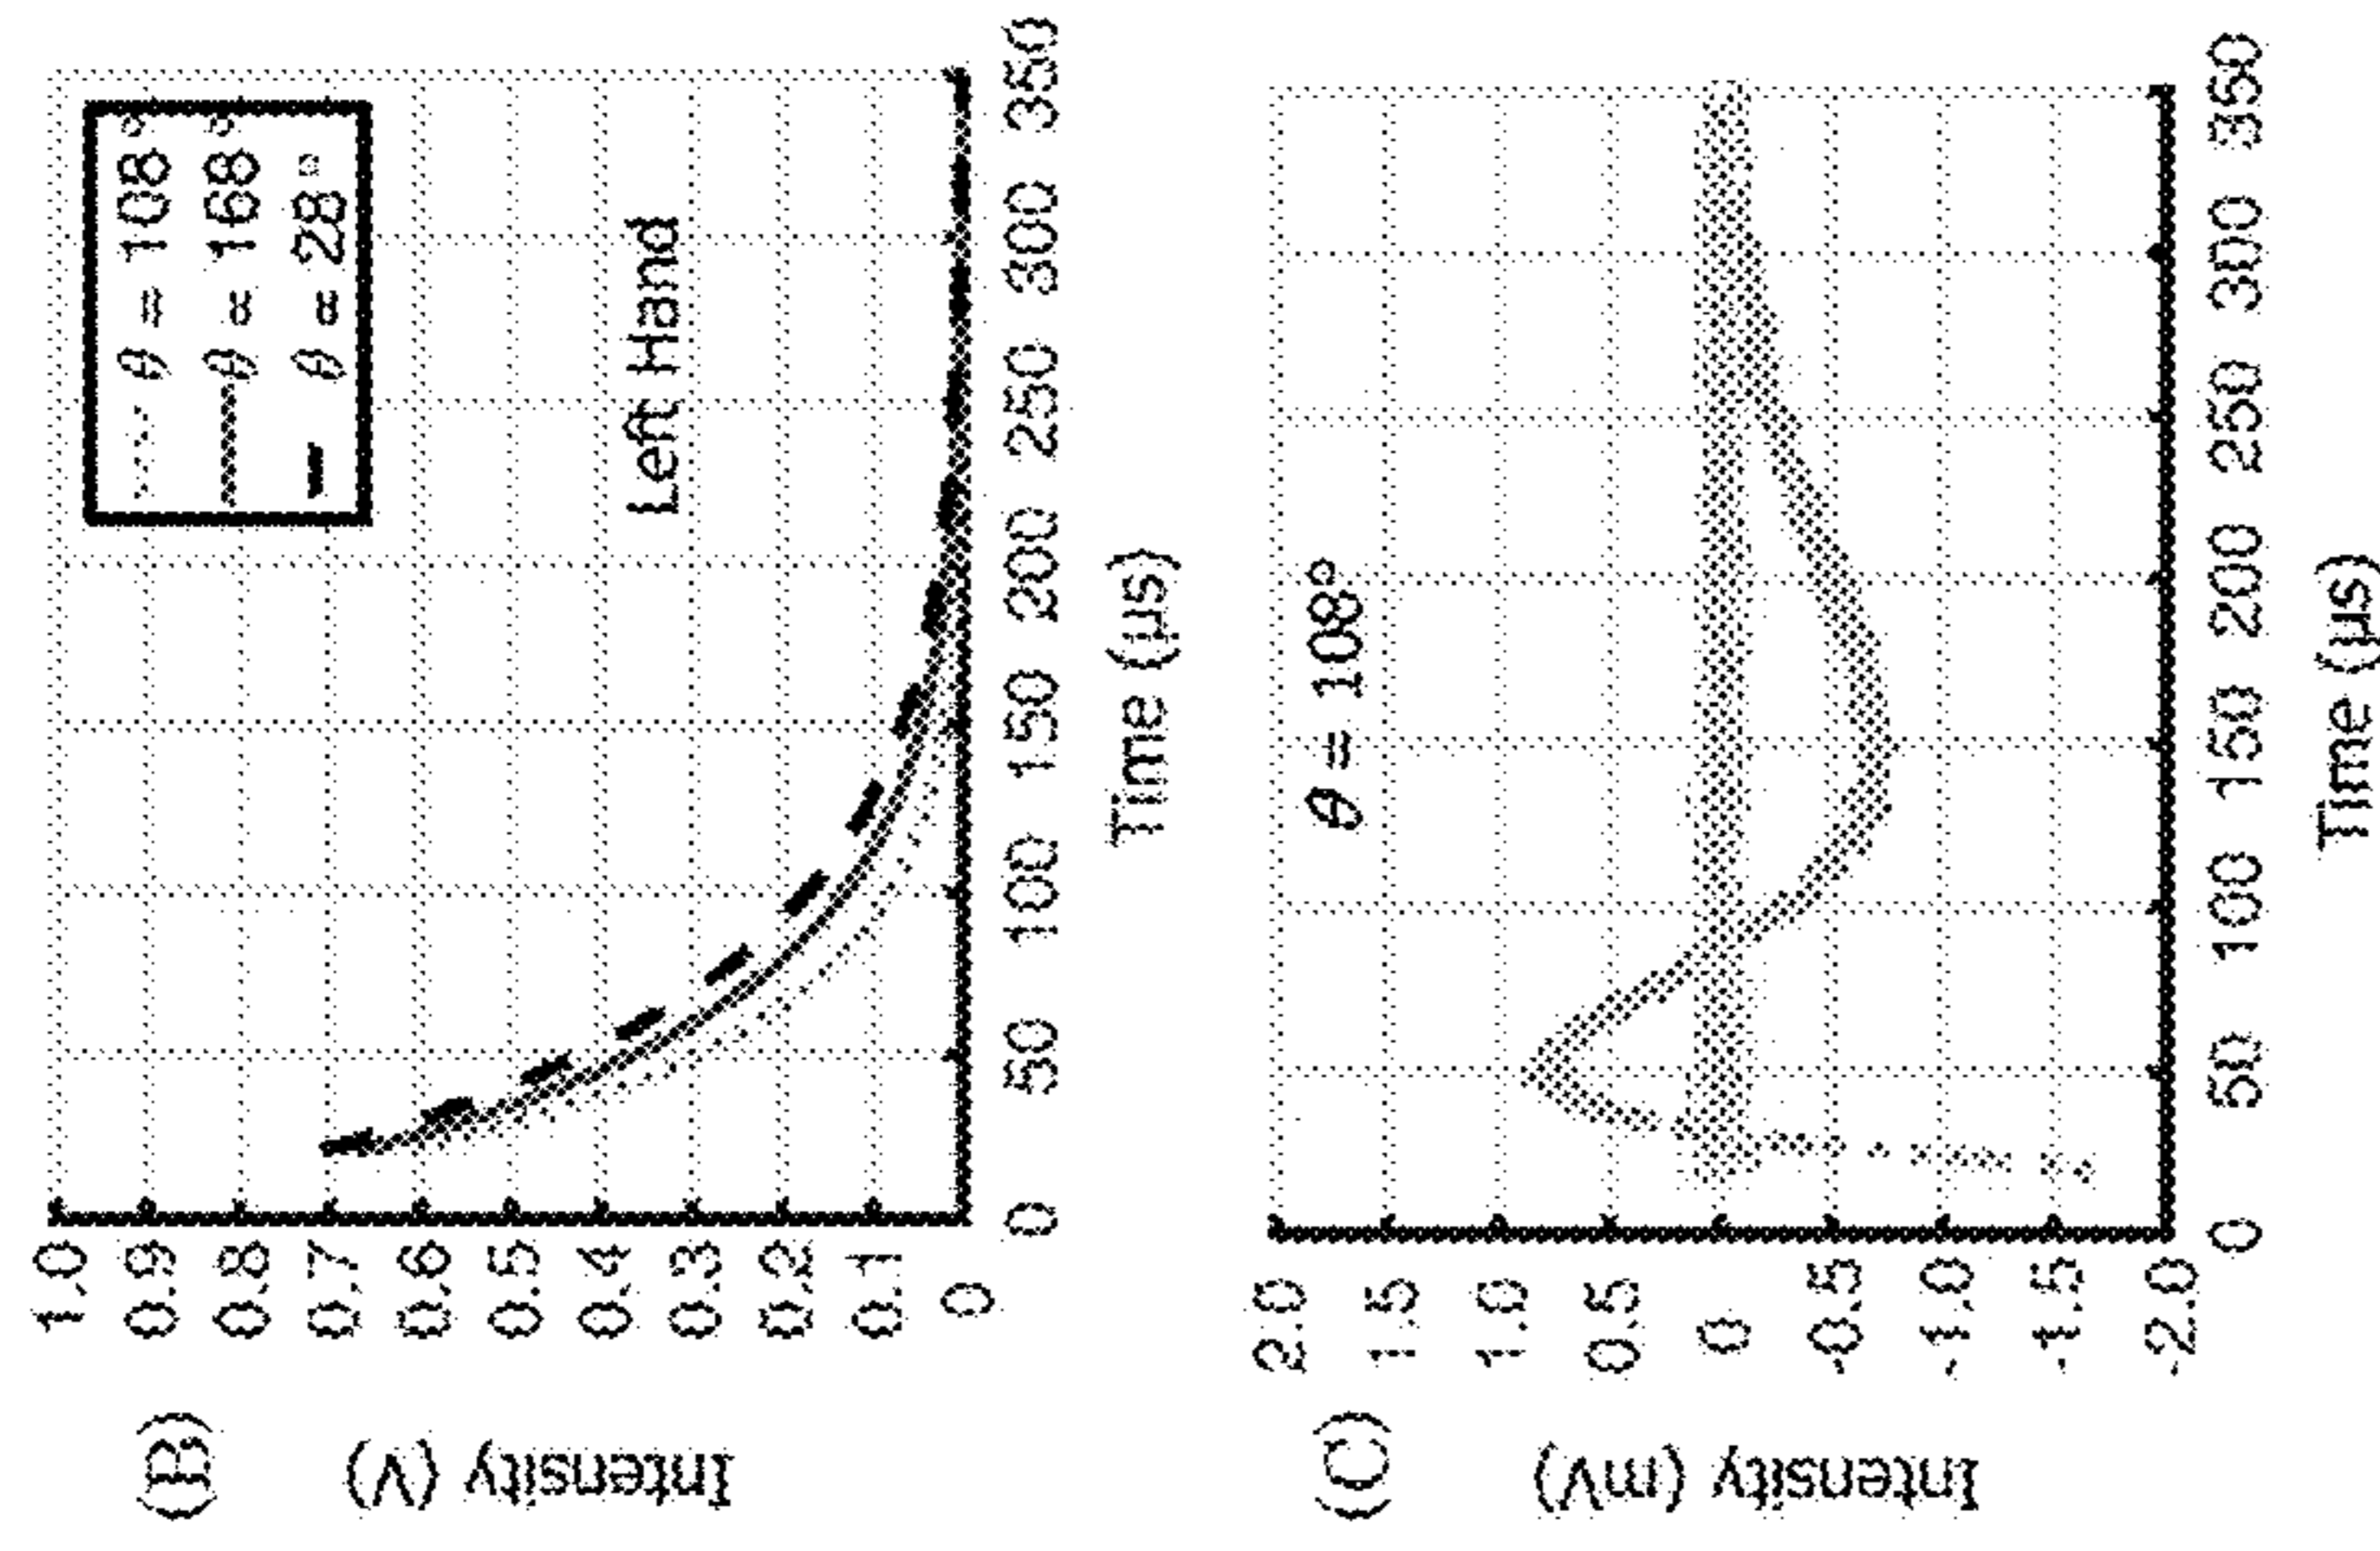 (B)
Intensity (V)
1.0
0.9
0.8
0.7
0.6
0.5
0.4
0.3
0.2
0.1
0
θ = 108°
θ = 168°
θ = 28°
Left Hand
0 50 100 150 200 250 300 350
Time (µs)
(C)
Intensity (mV)
2.0
1.5
1.0
0.5
0
-0.5
-1.0
-1.5
-2.0
θ = 108°
0 50 100 150 200 250 300 350
Time (µs)